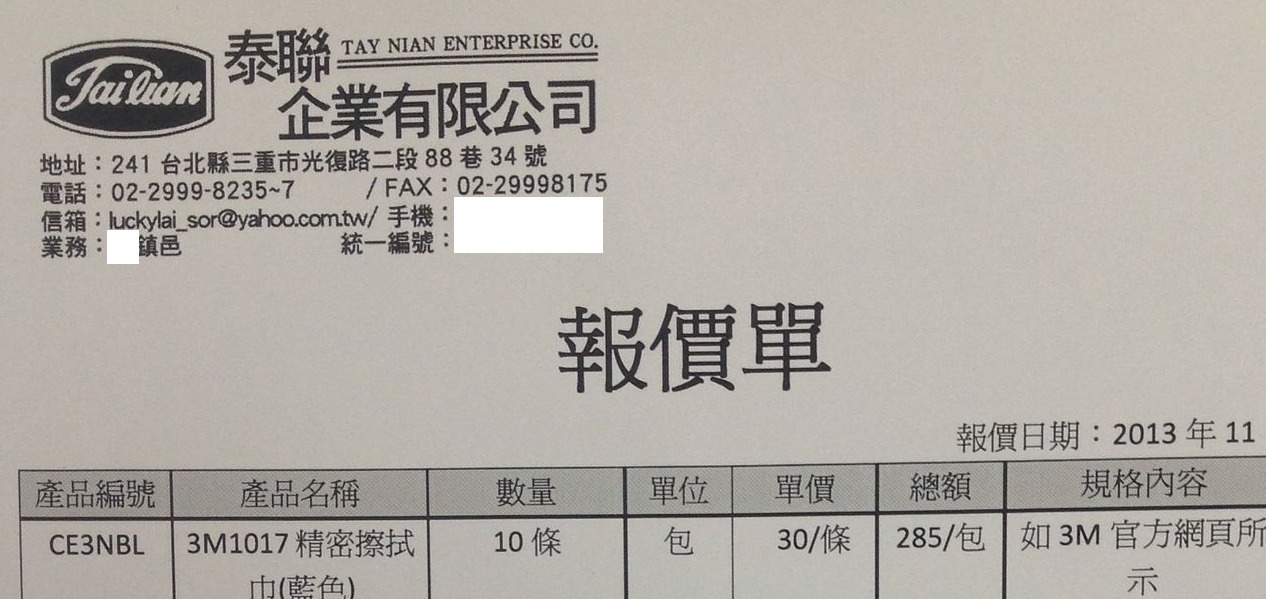 Tailian
泰聯 TAY NIAN ENTERPRISE CO.
企業有限公司
地址：241 台北縣三重市光復路二段 88 巷 34 號
電話：02-2999-8235~7 / FAX：02-29998175
信箱：luckylai_sor@yahoo.com.tw/ 手機：
業務： 鎮邑 統一編號：
報價單
報價日期：2013 年 11
產品編號 產品名稱 數量 單位 單價 總額 規格內容
CE3NBL 3M1017 精密擦拭 10 條 包 30/條 285/包 如 3M 官方網頁所
巾(藍色) 示